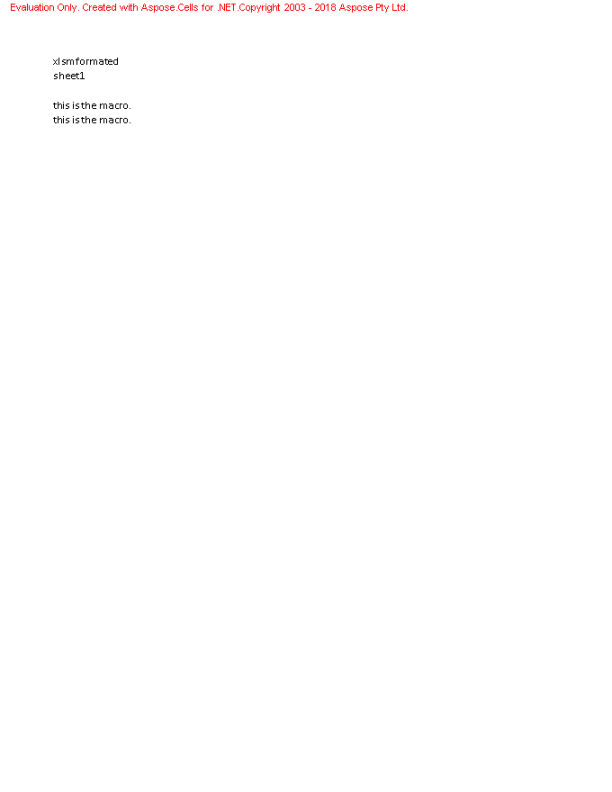 Evaluation Only. Created with Aspose.Cells for .NET.Copyright 2003 - 2018 Aspose Pty Ltd.
xlsmformated
sheet1
this is the macro.
this is the macro.